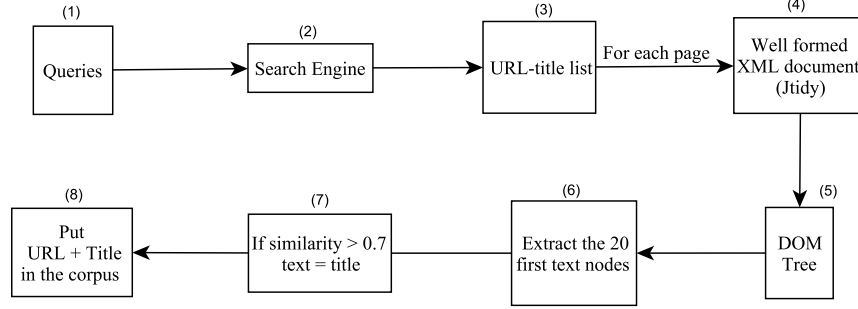 (1)
Queries
(2)
Search Engine
(3)
URL-title list
For each page
(4)
Well formed
XML document
(Jtidy)
(5)
DOM
Tree
(6)
Extract the 20
first text nodes
(7)
If similarity > 0.7
text = title
(8)
Put
URL + Title
in the corpus